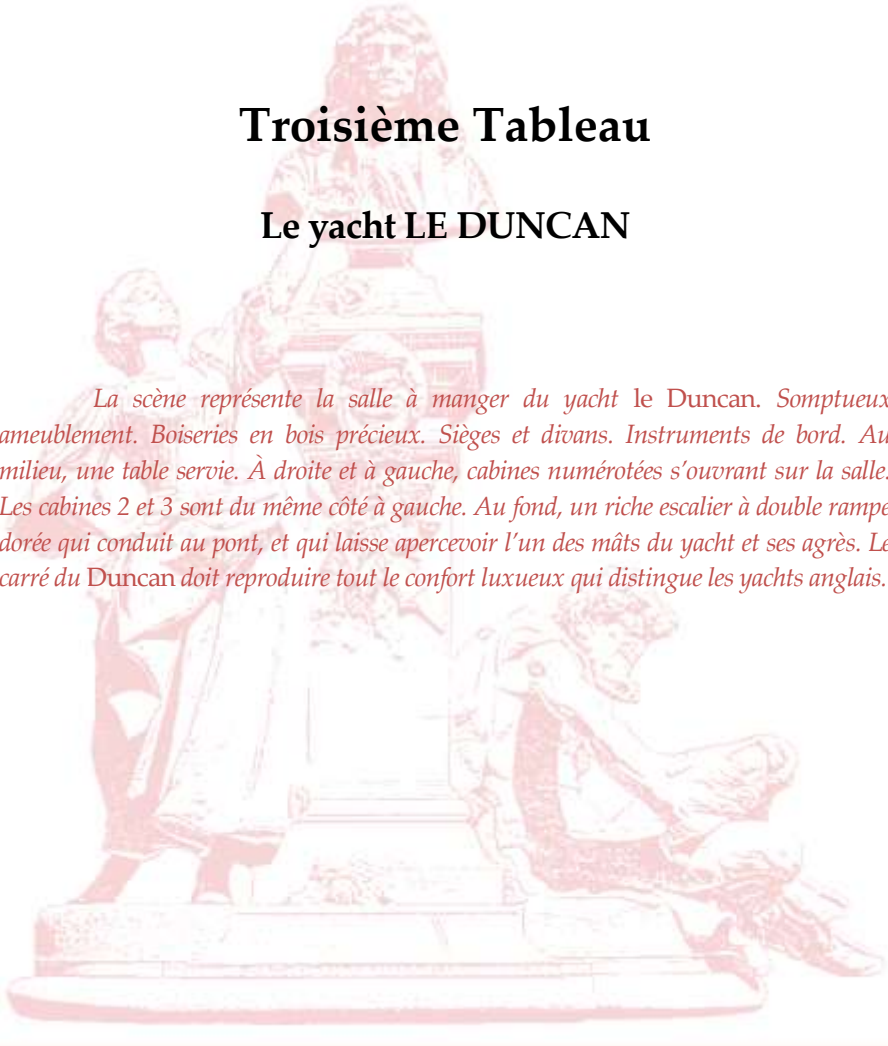 Troisième Tableau
Le yacht LE DUNCAN
La scène représente la salle à manger du yacht le Duncan. Somptueux
ameublement. Boiseries en bois précieux. Sièges et divans. Instruments de bord. Au
milieu, une table servie. À droite et à gauche, cabines numérotées s’ouvrant sur la salle.
Les cabines 2 et 3 sont du même côté à gauche. Au fond, un riche escalier à double rampe
dorée qui conduit au pont, et qui laisse apercevoir l’un des mâts du yacht et ses agrès. Le
carré du Duncan doit reproduire tout le confort luxueux qui distingue les yachts anglais.